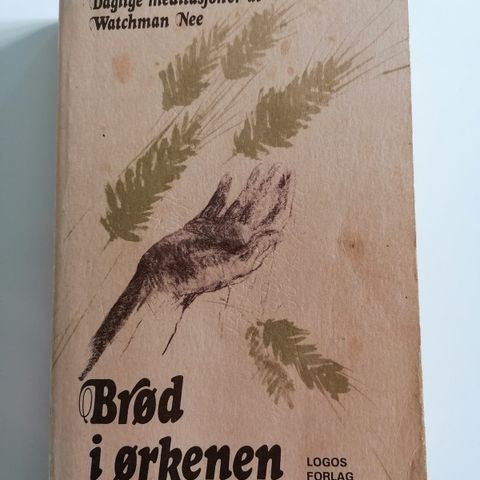 Daglige meditasjoner av
Watchman Nee
Brød
i ørkenen
LOGOS
FORLAG